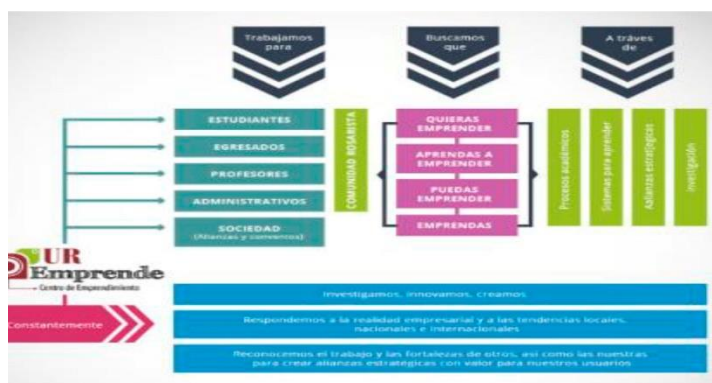 Trabajamos
para
Buscamos
que
A tráves
de
ESTUDIANTES
EGRESADOS
PROFESORES
ADMINISTRATIVOS
SOCIEDAD
(Alianzas y convenios)
COMUNIDAD ROSARISTA
QUIERAS
EMPRENDER
APRENDAS A
EMPRENDER
PUEDAS
EMPRENDER
EMPRENDAS
Procesos académicos
Sistemas para aprender
Aalianzas estratégicas
investigación
UR
Emprende
Centro de Emprendimiento
Constantemente
Investigamos, innovamos, creamos
Respondemos a la realidad empresarial y a las tendencias locales,
nacionales e internacionales
Reconocemos el trabajo y las fortalezas de otros, así como las nuestras
para crear alianzas estratégicas con valor para nuestros usuarios